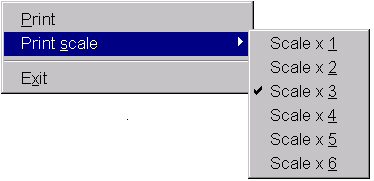 Print
Print scale
Exit
Scale x 1
Scale x 2
Scale x 3
Scale x 4
Scale x 5
Scale x 6